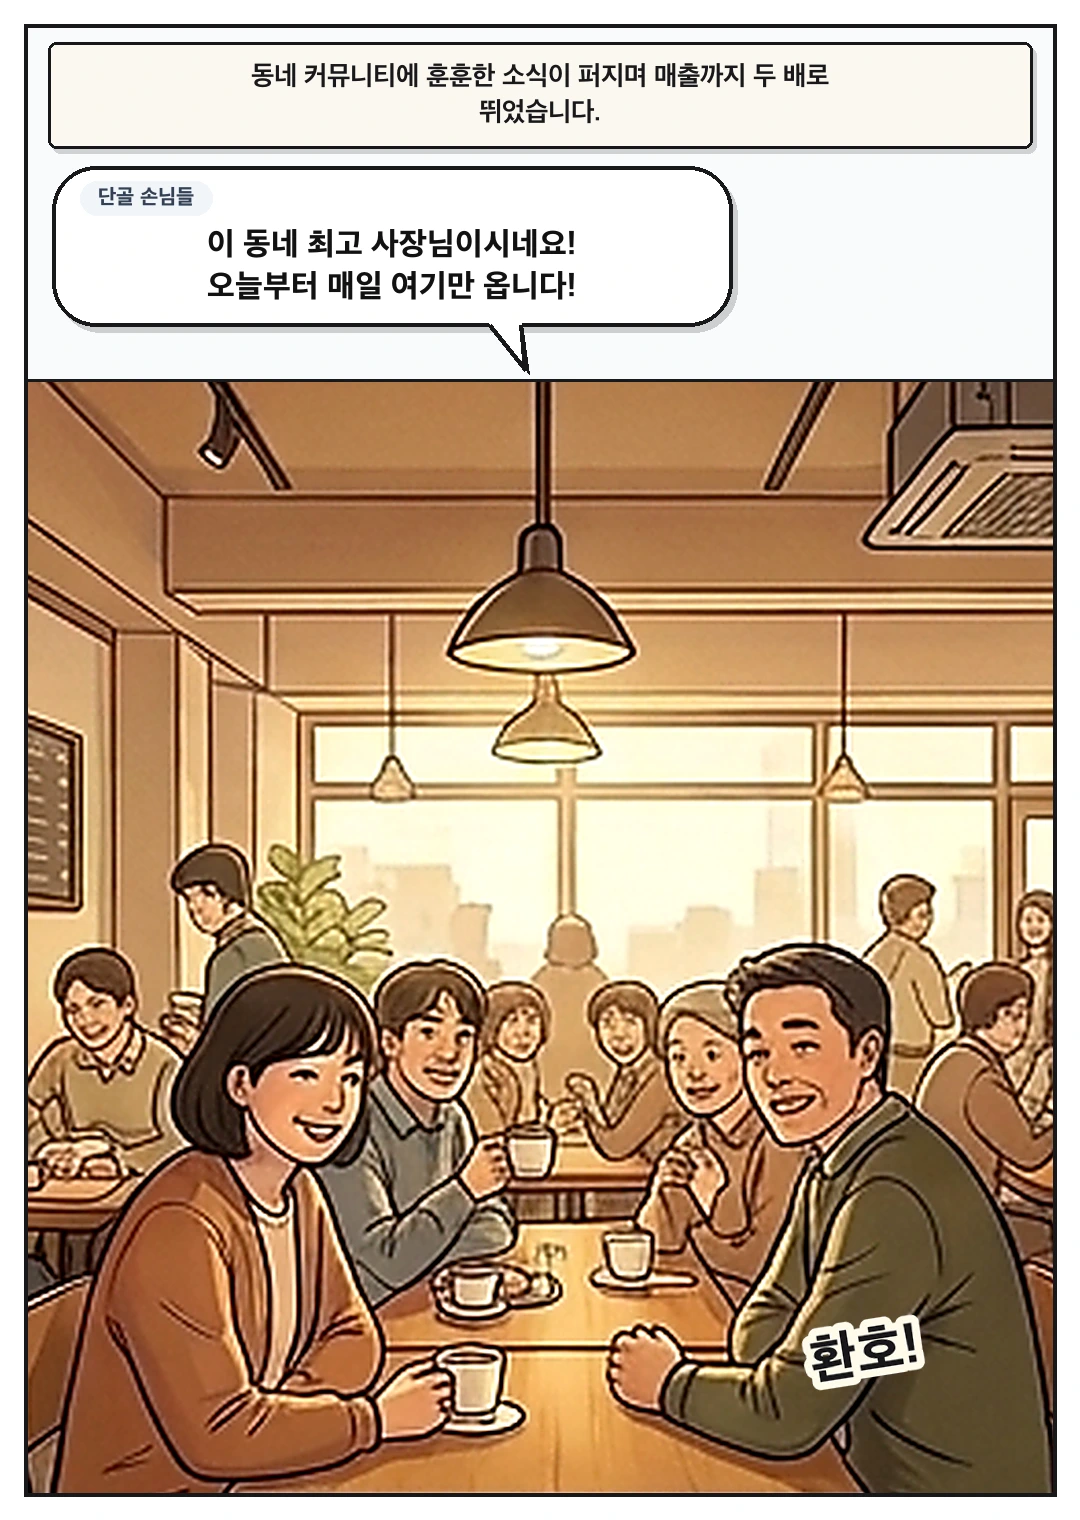 동네 커뮤니티에 훈훈한 소식이 퍼지며 매출까지 두 배로
뛰었습니다.
단골 손님들
이 동네 최고 사장님이시네요!
오늘부터 매일 여기만 옵니다!
환호!